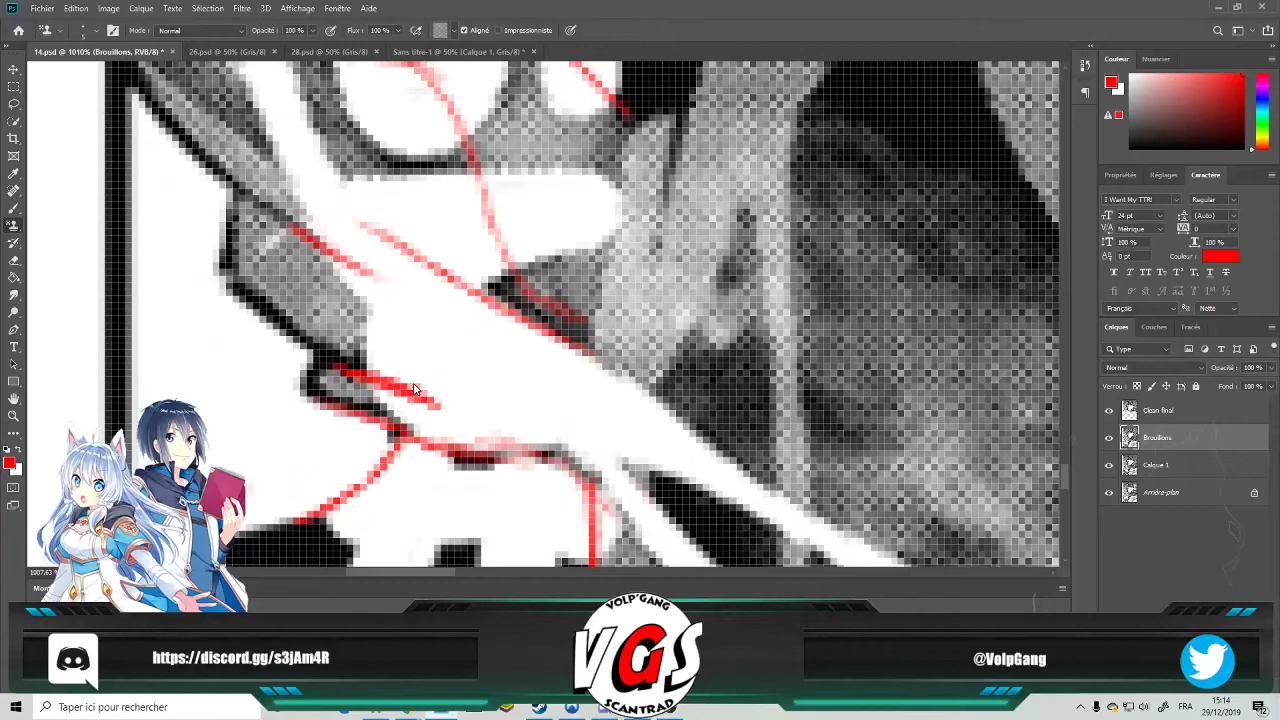 Fichier Edition Image Calque Texte Sélection Filtre 3D Affichage Fenêtre Aide
Mode : Normal Opacité : 100 % Flux : 100 % Aligné Impressionniste
14.psd @ 1010% (Brouillons, RVB/8) * × 26.psd @ 50% (Gris/8) × 28.psd @ 50% (Gris/8) × Sans titre-1 @ 50% (Calque 1, Gris/8) * ×
Couleur Nuancier
Propriétés Réglages Caractère
I Want My TTR! Regular
24 pt (Auto)
Métrique 0
100 % 100 %
0 pt Couleur :
Français Nette
Calques Couches Tracés
Type
Normal Opacité : 100 %
Verrou : Fond : 100 %
Clean final
Brouillons
Calque 1
Arrière-plan
1007.63
VOLP'GANG
VGS
SCANTRAD
https://discord.gg/s3jAm4R
@VolpGang
Taper ici pour rechercher
FRA
15:14
29/12/2019